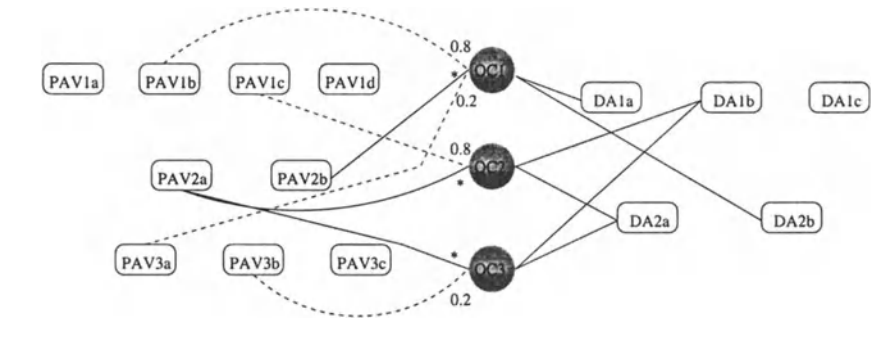 0.8
OC1
*
0.2
PAV1a
PAV1b
PAV1c
PAV1d
DA1a
DA1b
DA1c
0.8
OC2
*
PAV2a
PAV2b
DA2a
DA2b
*
OC3
0.2
PAV3a
PAV3b
PAV3c